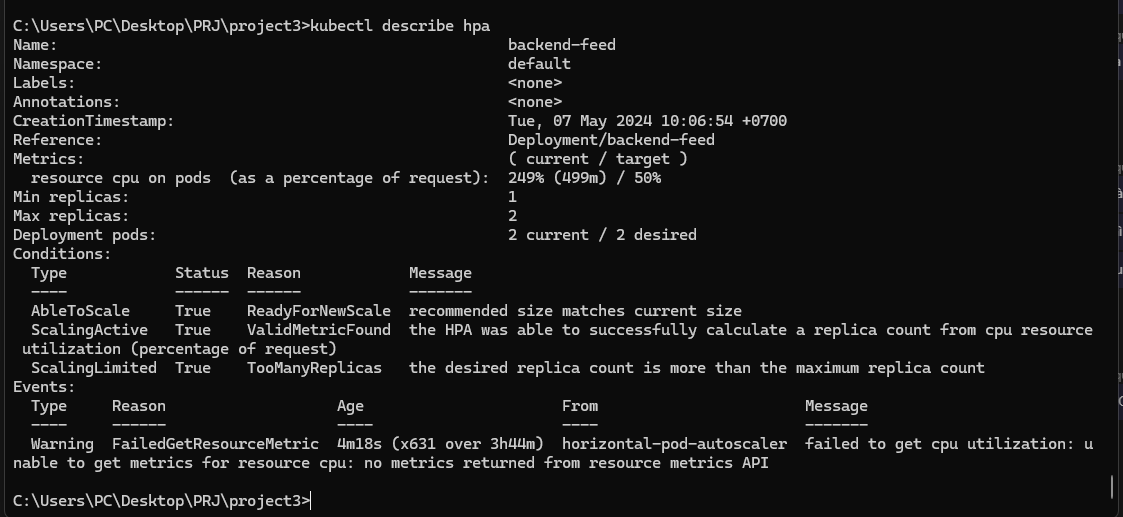 C:\Users\PC\Desktop\PRJ\project3>kubectl describe hpa
Name:                                                  backend-feed
Namespace:                                             default
Labels:                                                <none>
Annotations:                                           <none>
CreationTimestamp:                                     Tue, 07 May 2024 10:06:54 +0700
Reference:                                             Deployment/backend-feed
Metrics:                                               ( current / target )
  resource cpu on pods  (as a percentage of request):  249% (499m) / 50%
Min replicas:                                          1
Max replicas:                                          2
Deployment pods:                                       2 current / 2 desired
Conditions:
  Type            Status  Reason            Message
  ----            ------  ------            -------
  AbleToScale     True    ReadyForNewScale  recommended size matches current size
  ScalingActive   True    ValidMetricFound  the HPA was able to successfully calculate a replica count from cpu resource
 utilization (percentage of request)
  ScalingLimited  True    TooManyReplicas   the desired replica count is more than the maximum replica count
Events:
  Type     Reason                   Age                      From                       Message
  ----     ------                   ----                     ----                       -------
  Warning  FailedGetResourceMetric  4m18s (x631 over 3h44m)  horizontal-pod-autoscaler  failed to get cpu utilization: u
nable to get metrics for resource cpu: no metrics returned from resource metrics API
C:\Users\PC\Desktop\PRJ\project3>